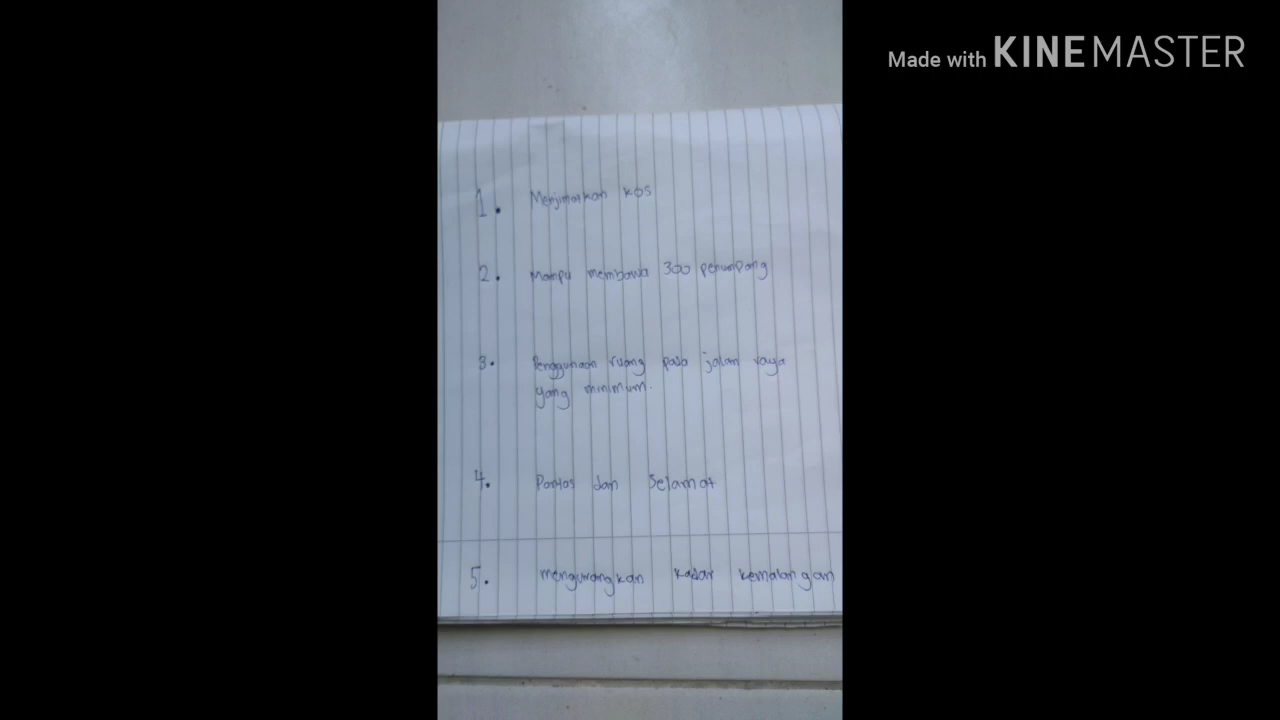 Made with KINEMASTER
1. Menjimatkan kos
2. Mampu membawa 300 penumpang
3. Penggunaan ruang pada jalan raya
yang minimum.
4. Pantas dan Selamat
5. mengurangkan kadar kemalangan